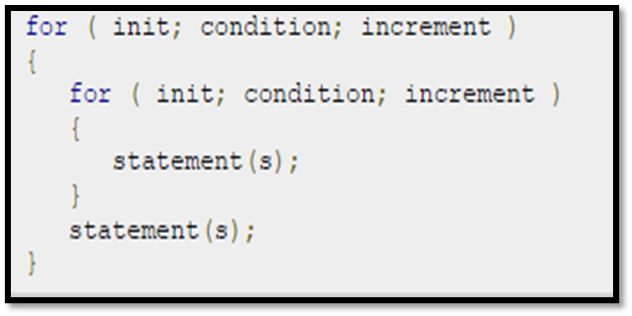 for ( init; condition; increment )
{
   for ( init; condition; increment )
   {
      statement(s);
   }
   statement(s);
}